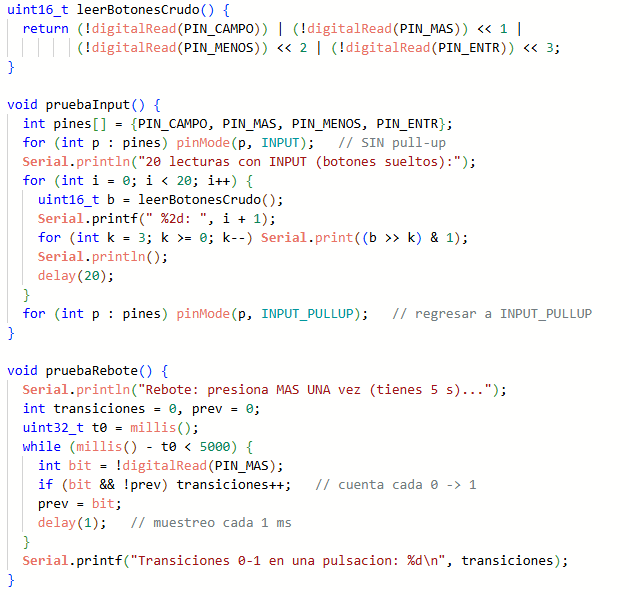 uint16_t leerBotonesCrudo() {
  return (!digitalRead(PIN_CAMPO)) | (!digitalRead(PIN_MAS)) << 1 |
         (!digitalRead(PIN_MENOS)) << 2 | (!digitalRead(PIN_ENTR)) << 3;
}

void pruebaInput() {
  int pines[] = {PIN_CAMPO, PIN_MAS, PIN_MENOS, PIN_ENTR};
  for (int p : pines) pinMode(p, INPUT);   // SIN pull-up
  Serial.println("20 lecturas con INPUT (botones sueltos):");
  for (int i = 0; i < 20; i++) {
    uint16_t b = leerBotonesCrudo();
    Serial.printf(" %2d: ", i + 1);
    for (int k = 3; k >= 0; k--) Serial.print((b >> k) & 1);
    Serial.println();
    delay(20);
  }
  for (int p : pines) pinMode(p, INPUT_PULLUP);   // regresar a INPUT_PULLUP
}

void pruebaRebote() {
  Serial.println("Rebote: presiona MAS UNA vez (tienes 5 s)...");
  int transiciones = 0, prev = 0;
  uint32_t t0 = millis();
  while (millis() - t0 < 5000) {
    int bit = !digitalRead(PIN_MAS);
    if (bit && !prev) transiciones++;   // cuenta cada 0 -> 1
    prev = bit;
    delay(1);   // muestreo cada 1 ms
  }
  Serial.printf("Transiciones 0-1 en una pulsacion: %d\n", transiciones);
}